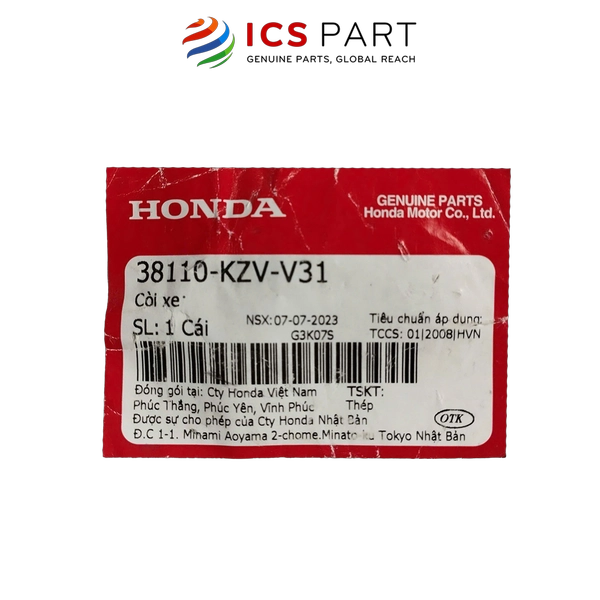 ICS PART
GENUINE PARTS, GLOBAL REACH
HONDA
GENUINE PARTS
Honda Motor Co., Ltd.
38110-KZV-V31
Còi xe
SL: 1 Cái
NSX: 07-07-2023
G3K07S
Tiêu chuẩn áp dụng:
TCCS: 01|2008|HVN
Đóng gói tại: Cty Honda Việt Nam
Phúc Thắng, Phúc Yên, Vĩnh Phúc
TSKT:
Thép
Được sự cho phép của Cty Honda Nhật Bản
Đ.C 1-1. Minami Aoyama 2-chome.Minato-ku Tokyo Nhật Bản
OTK